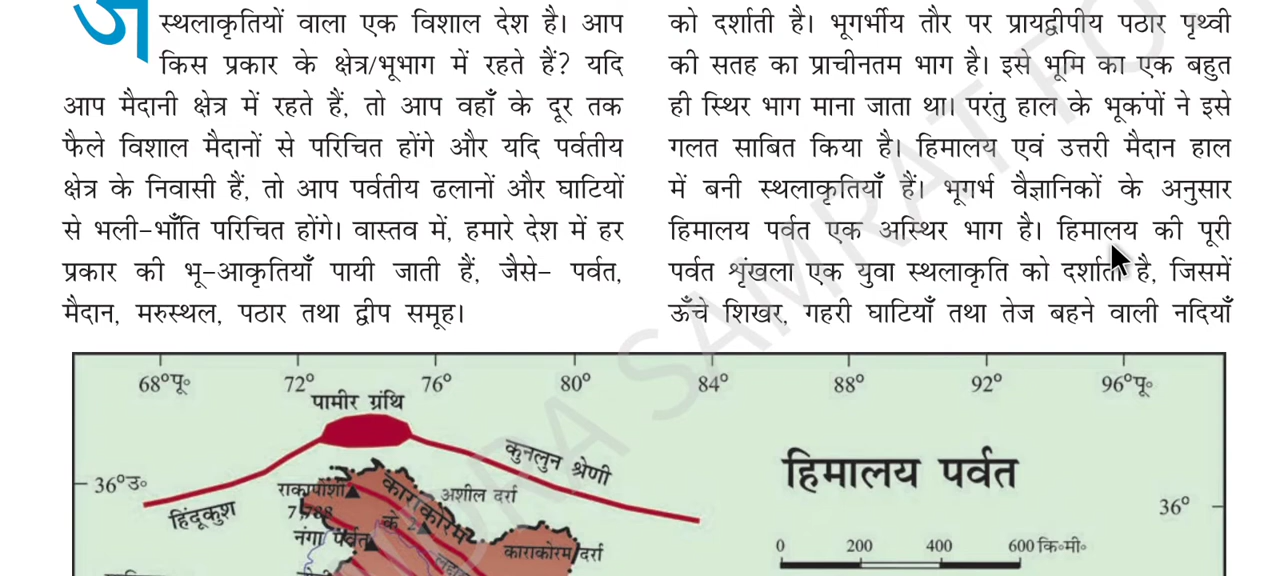 स्थलाकृतियों वाला एक विशाल देश है। आप
किस प्रकार के क्षेत्र/भूभाग में रहते हैं? यदि
आप मैदानी क्षेत्र में रहते हैं, तो आप वहाँ के दूर तक
फैले विशाल मैदानों से परिचित होंगे और यदि पर्वतीय
क्षेत्र के निवासी हैं, तो आप पर्वतीय ढलानों और घाटियों
से भली-भाँति परिचित होंगे। वास्तव में, हमारे देश में हर
प्रकार की भू-आकृतियाँ पायी जाती हैं, जैसे- पर्वत,
मैदान, मरुस्थल, पठार तथा द्वीप समूह।
को दर्शाती है। भूगर्भीय तौर पर प्रायद्वीपीय पठार पृथ्वी
की सतह का प्राचीनतम भाग है। इसे भूमि का एक बहुत
ही स्थिर भाग माना जाता था। परंतु हाल के भूकंपों ने इसे
गलत साबित किया है। हिमालय एवं उत्तरी मैदान हाल
में बनी स्थलाकृतियाँ हैं। भूगर्भ वैज्ञानिकों के अनुसार
हिमालय पर्वत एक अस्थिर भाग है। हिमालय की पूरी
पर्वत शृंखला एक युवा स्थलाकृति को दर्शाती है, जिसमें
ऊँचे शिखर, गहरी घाटियाँ तथा तेज बहने वाली नदियाँ
68°पू॰ 72° 76° 80° 84° 88° 92° 96°पू॰
पामीर ग्रंथि
कुनलुन श्रेणी
हिमालय पर्वत
36°उ॰
36°
हिंदूकुश
राकापोशी
काराकोरम
अशील दर्रा
के 2
नंगा पर्वत
काराकोरम दर्रा
0 200 400 600 कि॰मी॰